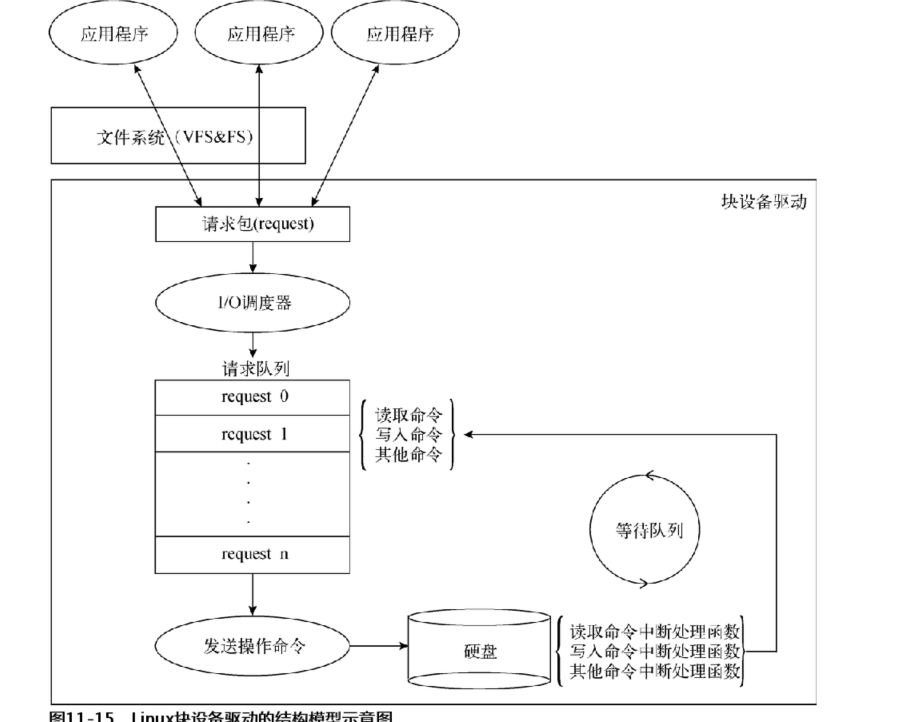 应用程序
应用程序
应用程序
文件系统（VFS&FS）
块设备驱动
请求包(request)
I/O调度器
请求队列
request 0
request 1
request n
读取命令
写入命令
其他命令
等待队列
发送操作命令
硬盘
读取命令中断处理函数
写入命令中断处理函数
其他命令中断处理函数
图11-15 Linux块设备驱动的结构模型示意图